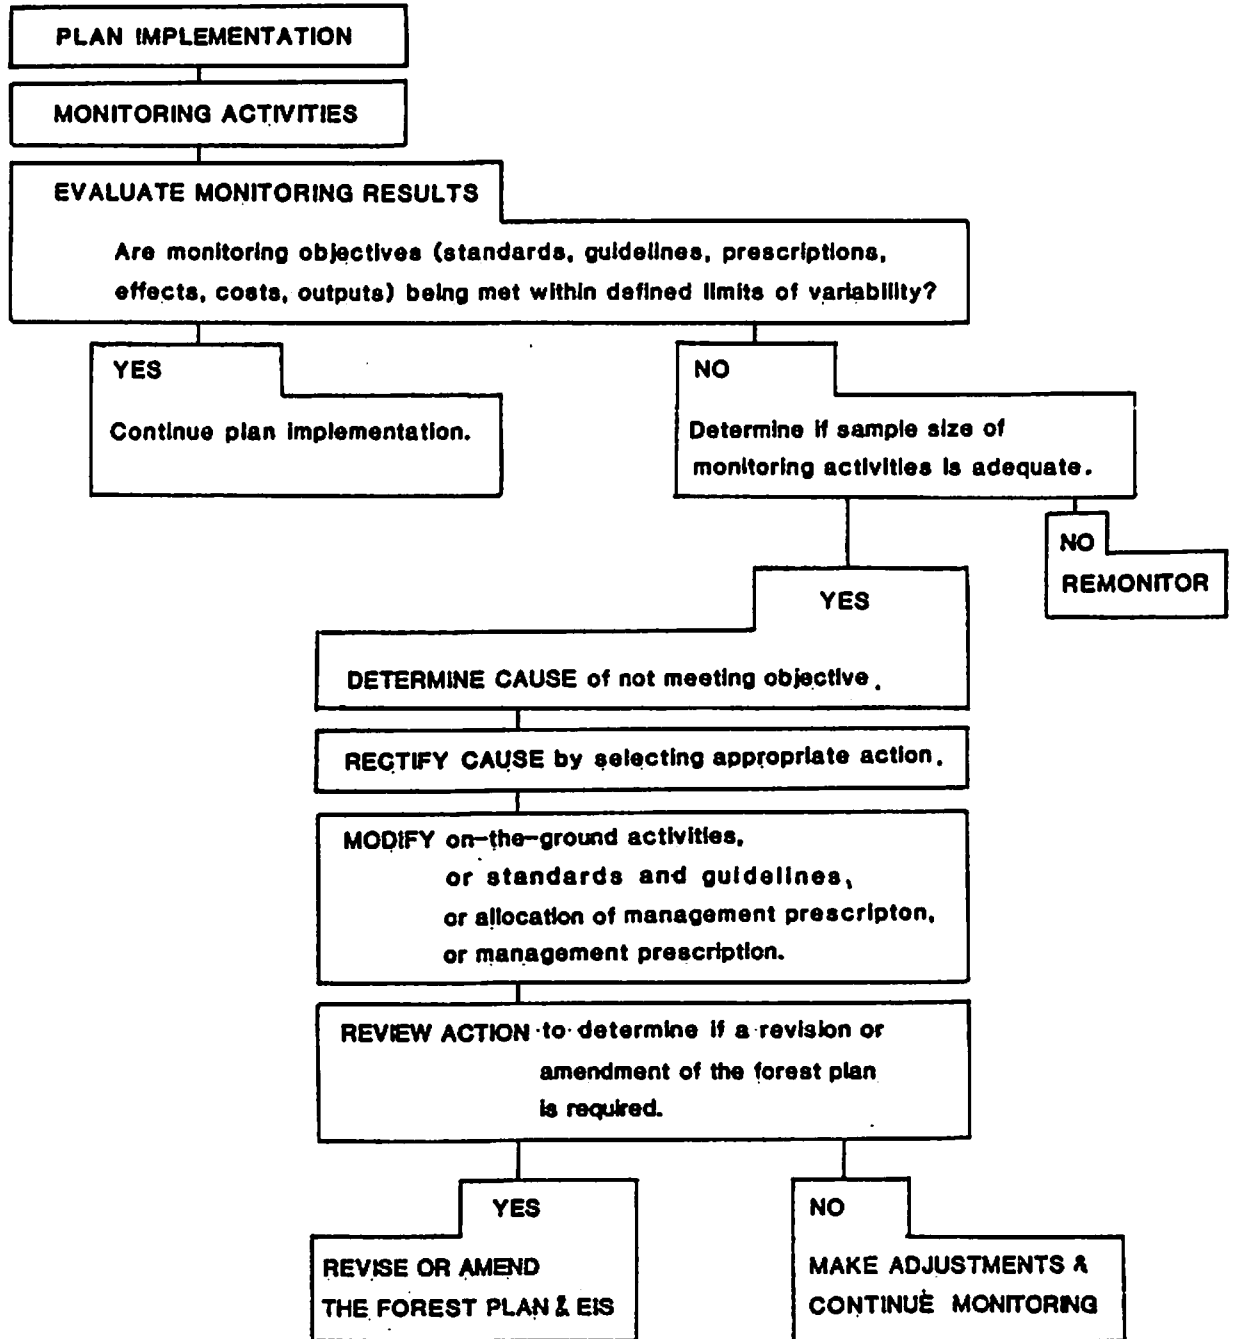 PLAN IMPLEMENTATION
MONITORING ACTIVITIES
EVALUATE MONITORING RESULTS
Are monitoring objectives (standards, guidelines, prescriptions,
effects, costs, outputs) being met within defined limits of variability?
YES
Continue plan implementation.
NO
Determine if sample size of
monitoring activities is adequate.
NO
REMONITOR
YES
DETERMINE CAUSE of not meeting objective.
RECTIFY CAUSE by selecting appropriate action.
MODIFY on-the-ground activities,
or standards and guidelines,
or allocation of management prescripton,
or management prescription.
REVIEW ACTION to determine if a revision or
amendment of the forest plan
is required.
YES
REVISE OR AMEND
THE FOREST PLAN & EIS
NO
MAKE ADJUSTMENTS &
CONTINUE MONITORING